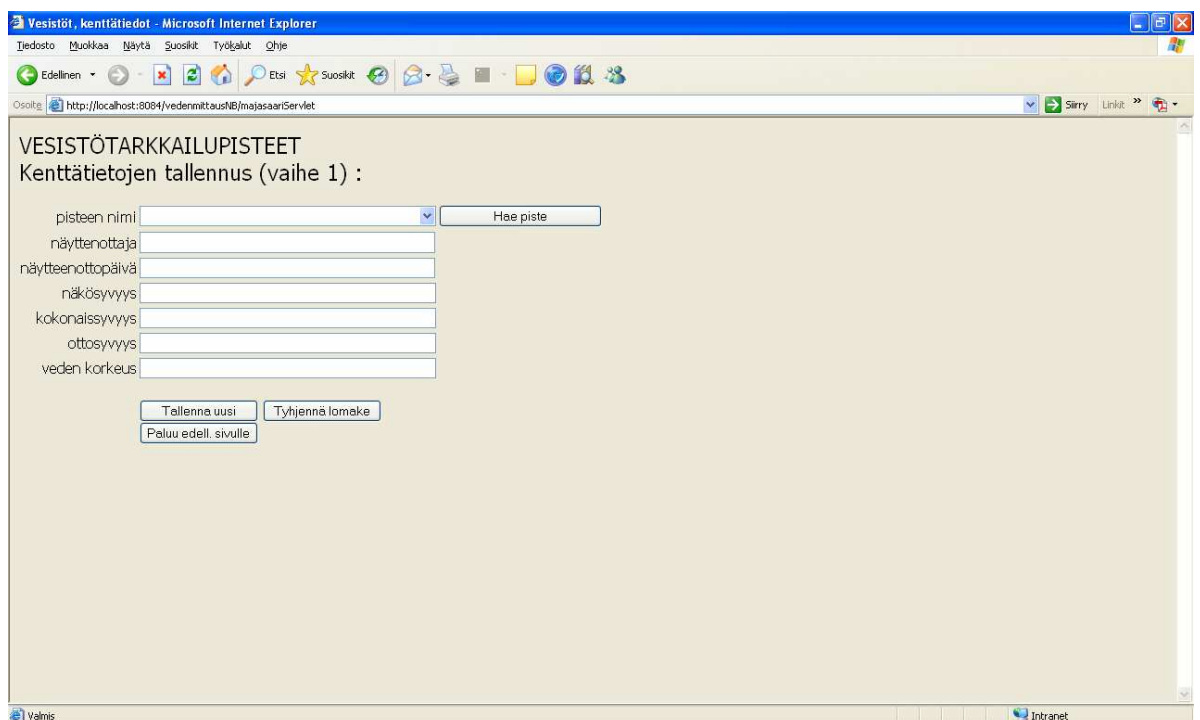 Vesistöt, kenttätiedot - Microsoft Internet Explorer
Tiedosto Muokkaa Näytä Suosikit Työkalut Ohje
Edellinen Etsi Suosikit
Osoite http://localhost:8084/vedenmittausNB/majasaariServlet Siirry Linkit »
VESISTÖTARKKAILUPISTEET
Kenttätietojen tallennus (vaihe 1) :
pisteen nimi Hae piste
näyttenottaja
näytteenottopäivä
näkösyvyys
kokonaissyvyys
ottosyvyys
veden korkeus
Tallenna uusi Tyhjennä lomake
Paluu edell. sivulle
Valmis Intranet